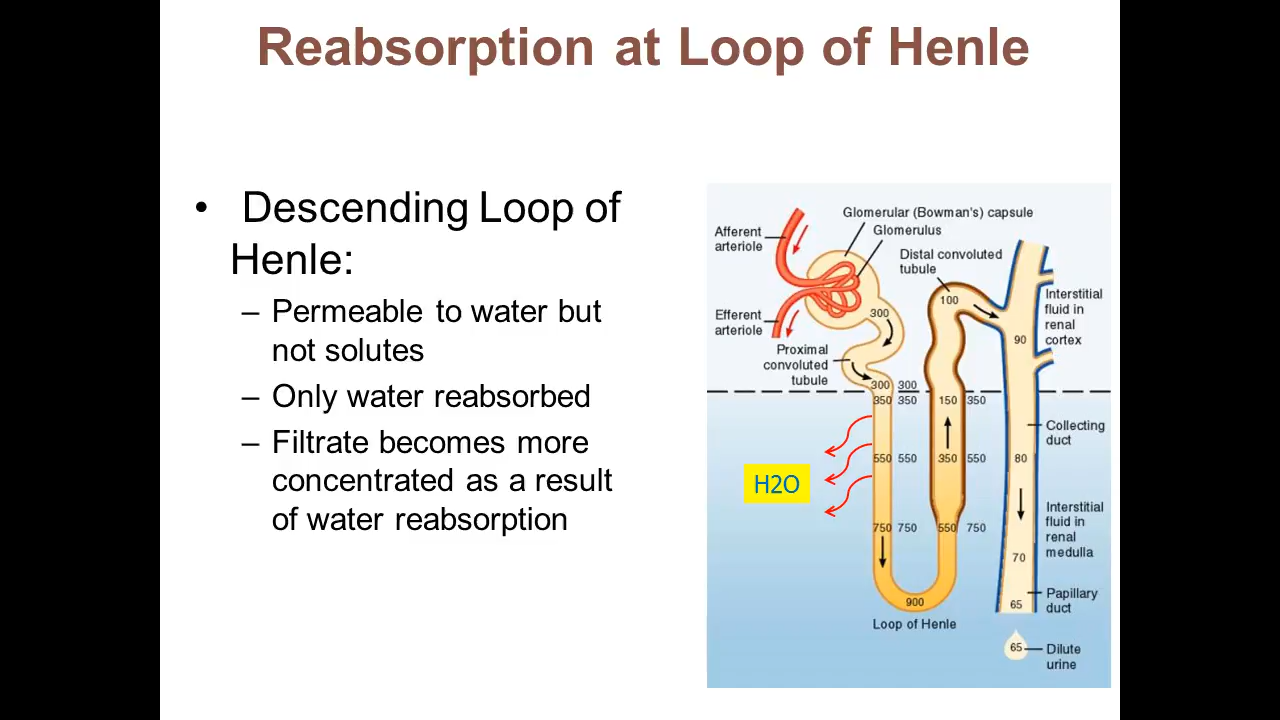 Reabsorption at Loop of Henle
• Descending Loop of
Henle:
– Permeable to water but
not solutes
– Only water reabsorbed
– Filtrate becomes more
concentrated as a result
of water reabsorption
Glomerular (Bowman's) capsule
Glomerulus
Afferent
arteriole
Distal convoluted
tubule
Efferent
arteriole
Proximal
convoluted
tubule
Interstitial
fluid in
renal
cortex
300
100
90
300 300
350 350 150 350
Collecting
duct
550 550 350 550 80
H2O
Interstitial
fluid in
renal
medulla
750 750 550 750
70
900
Papillary
duct
65
Loop of Henle
65
Dilute
urine